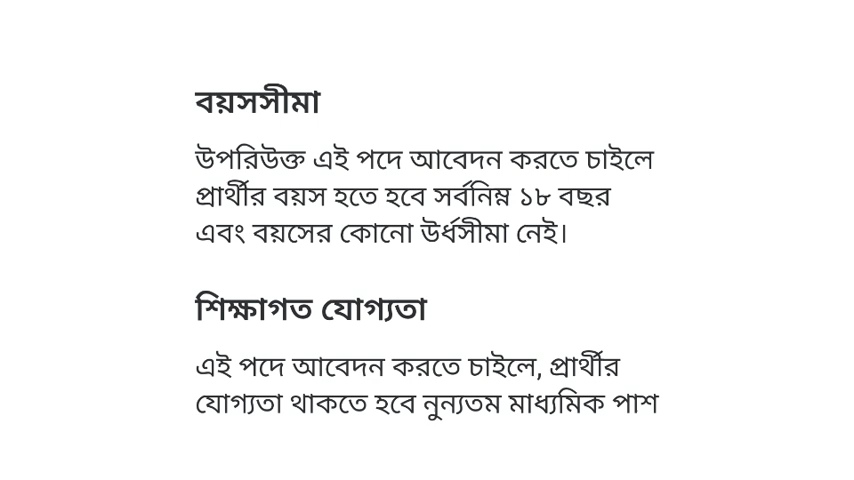 বয়সসীমা
উপরিউক্ত এই পদে আবেদন করতে চাইলে
প্রার্থীর বয়স হতে হবে সর্বনিম্ন ১৮ বছর
এবং বয়সের কোনো উর্ধসীমা নেই।
শিক্ষাগত যোগ্যতা
এই পদে আবেদন করতে চাইলে, প্রার্থীর
যোগ্যতা থাকতে হবে নুন্যতম মাধ্যমিক পাশ